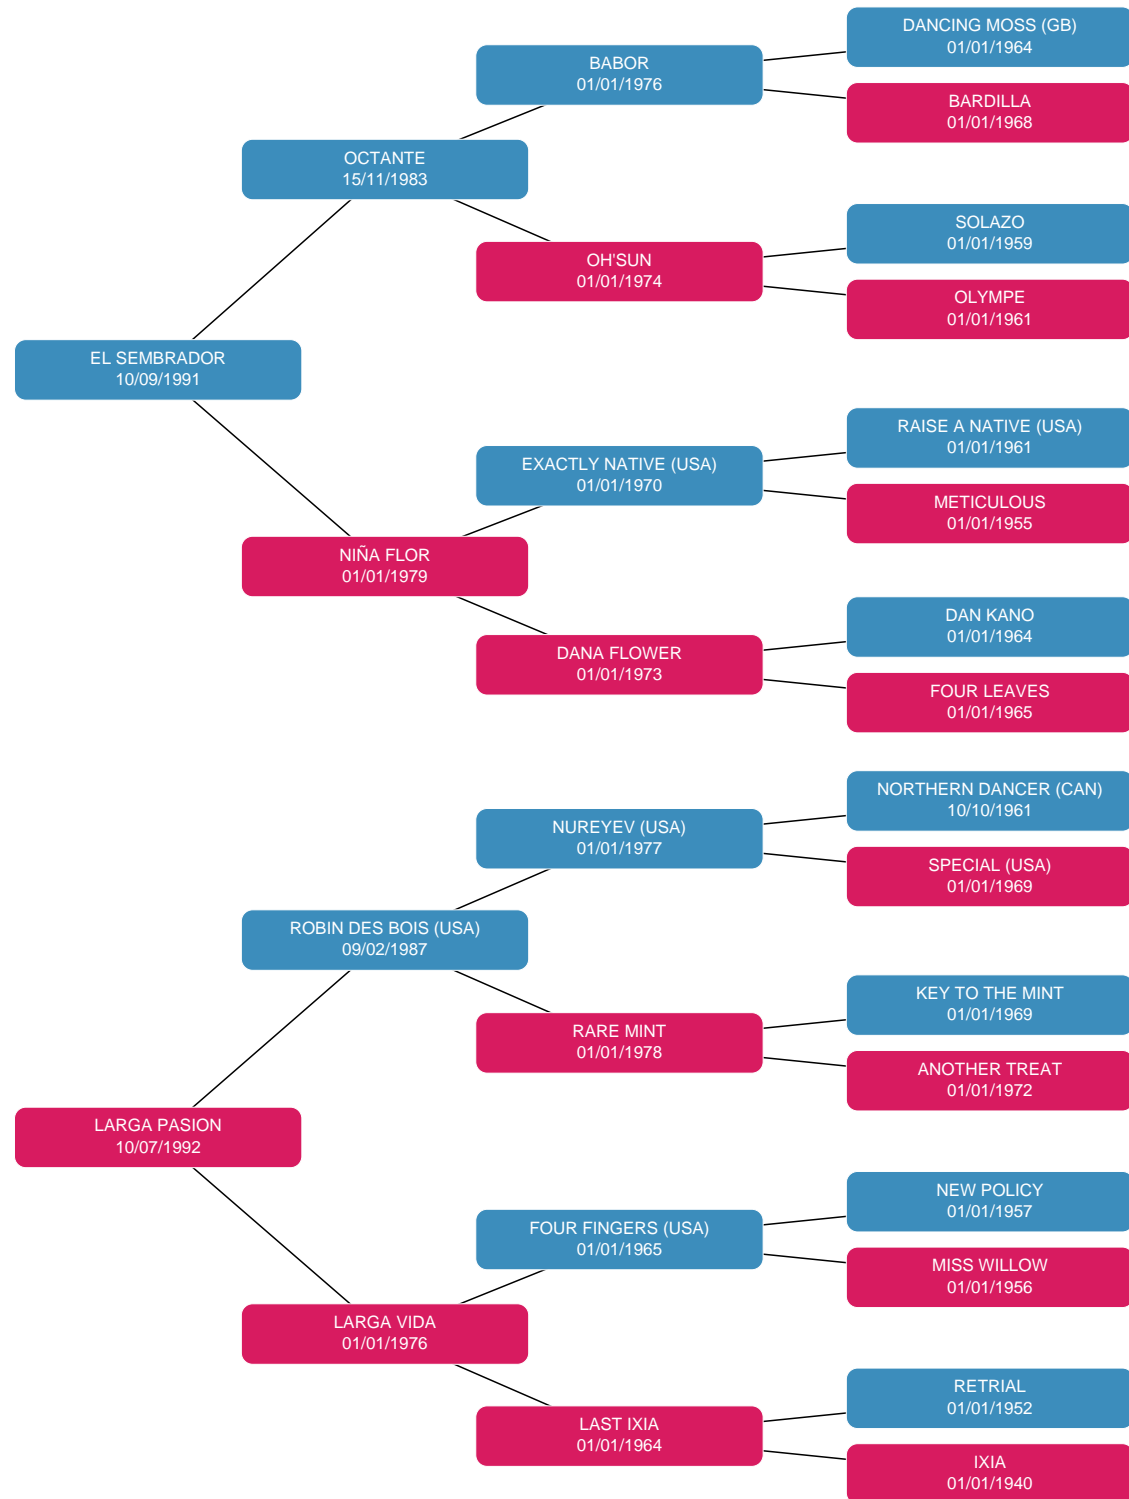 DANCING MOSS (GB)
01/01/1964
BABOR
01/01/1976
BARDILLA
01/01/1968
OCTANTE
15/11/1983
SOLAZO
01/01/1959
OH'SUN
01/01/1974
OLYMPE
01/01/1961
EL SEMBRADOR
10/09/1991
RAISE A NATIVE (USA)
01/01/1961
EXACTLY NATIVE (USA)
01/01/1970
METICULOUS
01/01/1955
NIÑA FLOR
01/01/1979
DAN KANO
01/01/1964
DANA FLOWER
01/01/1973
FOUR LEAVES
01/01/1965
NORTHERN DANCER (CAN)
10/10/1961
NUREYEV (USA)
01/01/1977
SPECIAL (USA)
01/01/1969
ROBIN DES BOIS (USA)
09/02/1987
KEY TO THE MINT
01/01/1969
RARE MINT
01/01/1978
ANOTHER TREAT
01/01/1972
LARGA PASION
10/07/1992
NEW POLICY
01/01/1957
FOUR FINGERS (USA)
01/01/1965
MISS WILLOW
01/01/1956
LARGA VIDA
01/01/1976
RETRIAL
01/01/1952
LAST IXIA
01/01/1964
IXIA
01/01/1940